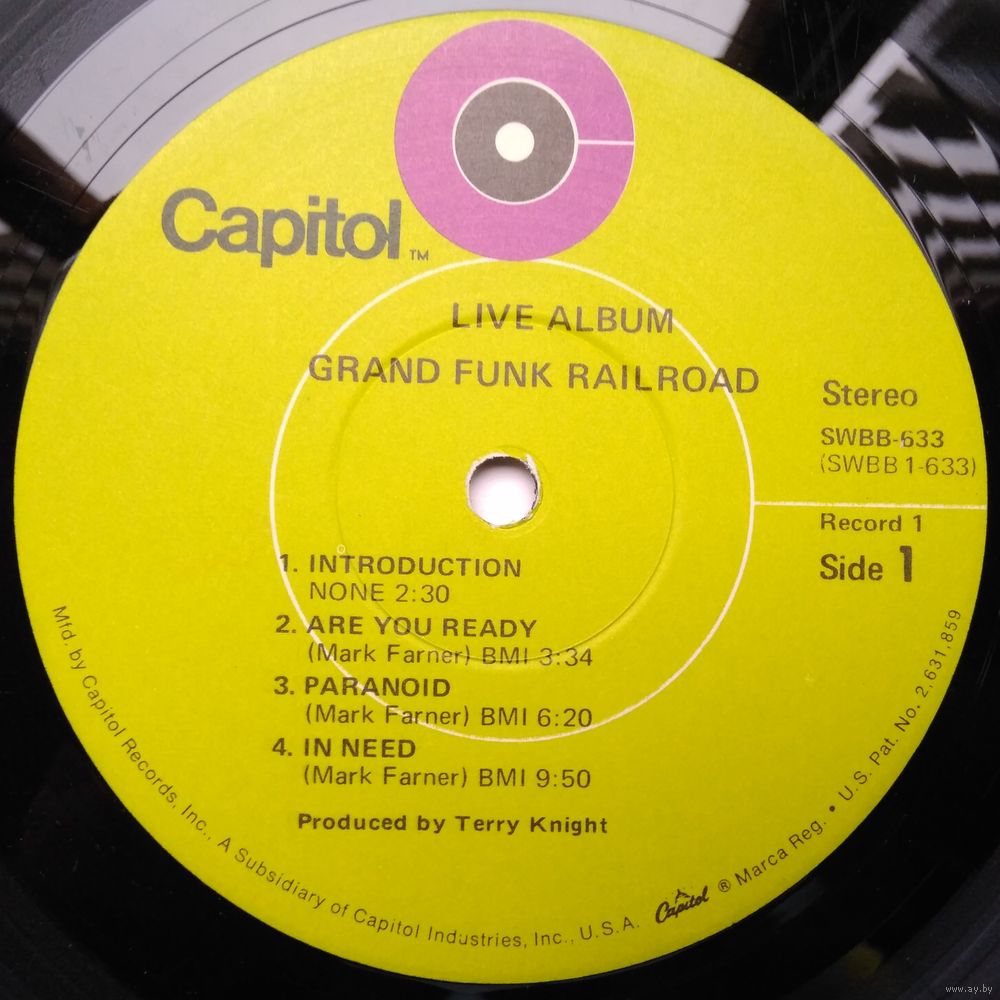 Capitol™
LIVE ALBUM
GRAND FUNK RAILROAD
Stereo
SWBB-633
(SWBB 1-633)
Record 1
Side 1
1. INTRODUCTION
NONE 2:30
2. ARE YOU READY
(Mark Farner) BMI 3:34
3. PARANOID
(Mark Farner) BMI 6:20
4. IN NEED
(Mark Farner) BMI 9:50
Produced by Terry Knight
Mfd. by Capitol Records, Inc., A Subsidiary of Capitol Industries, Inc., U.S.A. Capitol ® Marca Reg. • U.S. Pat. No. 2,631,859
www.ay.by